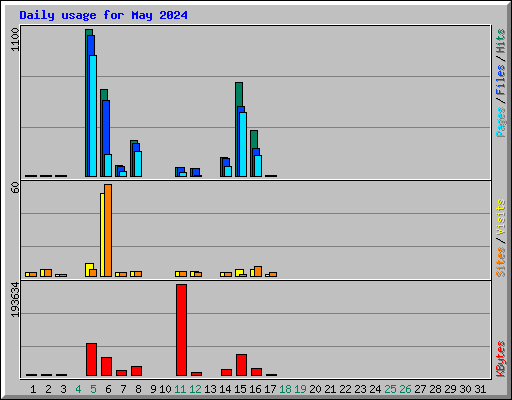 Daily usage for May 2024
1100
Pages / Files / Hits
60
Sites / Visits
193634
KBytes
1 2 3 4 5 6 7 8 9 10 11 12 13 14 15 16 17 18 19 20 21 22 23 24 25 26 27 28 29 30 31